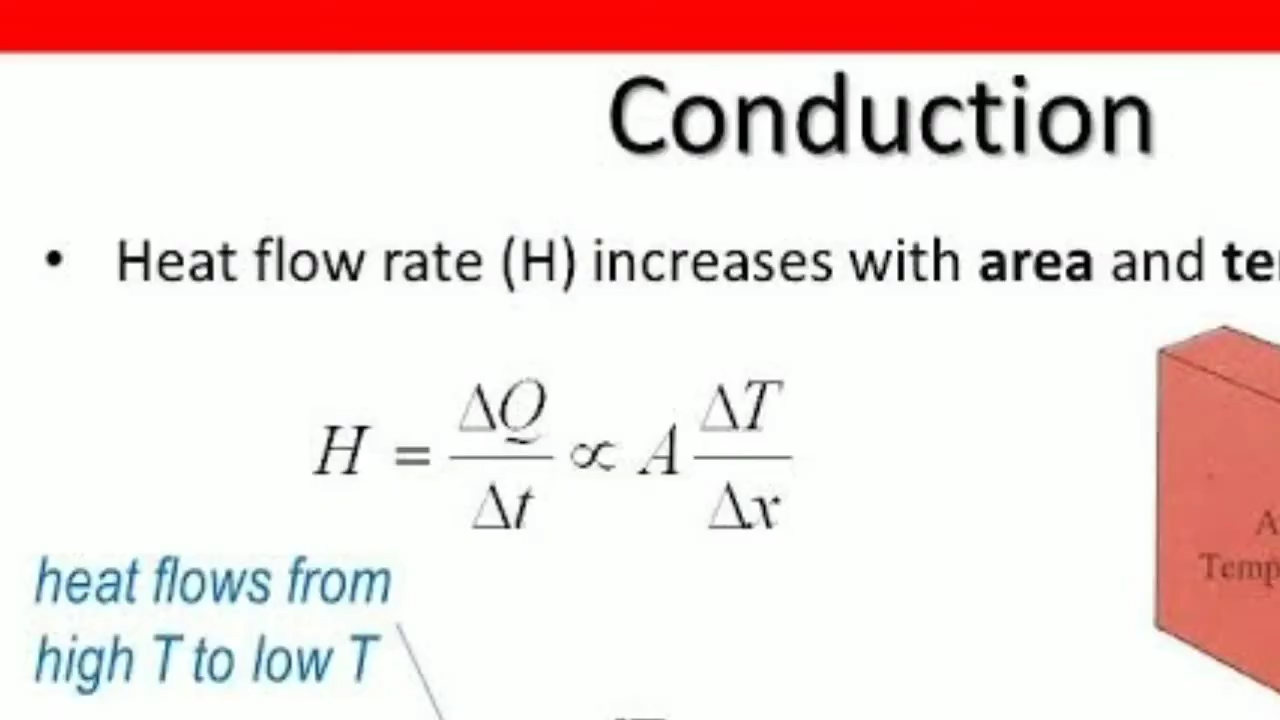 Conduction
• Heat flow rate (H) increases with area and
H = ΔQ/Δt ∝ A ΔT/Δx
heat flows from
high T to low T